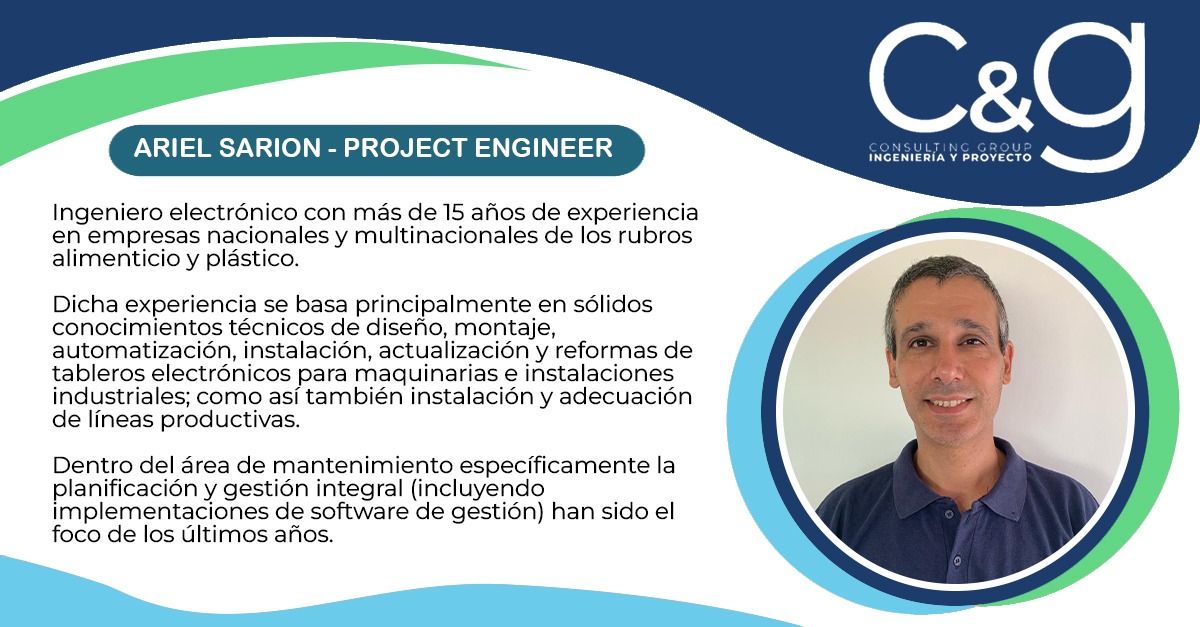 C&g
CONSULTING GROUP
INGENIERÍA Y PROYECTO
ARIEL SARION - PROJECT ENGINEER
Ingeniero electrónico con más de 15 años de experiencia
en empresas nacionales y multinacionales de los rubros
alimenticio y plástico.
Dicha experiencia se basa principalmente en sólidos
conocimientos técnicos de diseño, montaje,
automatización, instalación, actualización y reformas de
tableros electrónicos para maquinarias e instalaciones
industriales; como así también instalación y adecuación
de líneas productivas.
Dentro del área de mantenimiento específicamente la
planificación y gestión integral (incluyendo
implementaciones de software de gestión) han sido el
foco de los últimos años.